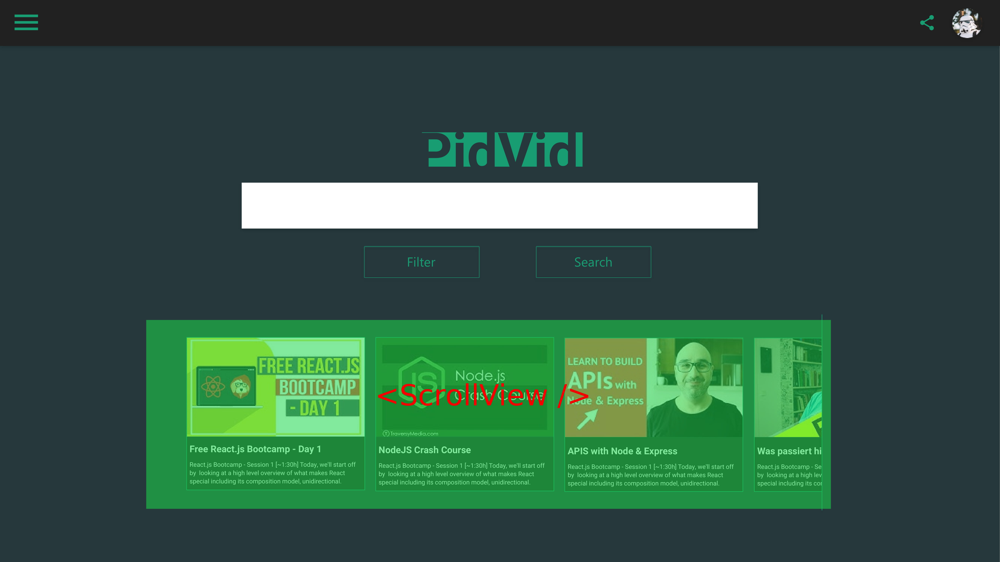 PidVid
Filter
Search
FREE REACT.JS
BOOTCAMP
- DAY 1
Free React.js Bootcamp - Day 1
React.js Bootcamp - Session 1 [~1:30h] Today, we'll start off
by  looking at a high level overview of what makes React
special including its composition model, unidirectional.
JS
Node.js
Crash Course
<ScrollView />
TraversyMedia.com
NodeJS Crash Course
React.js Bootcamp - Session 1 [~1:30h] Today, we'll start off
by  looking at a high level overview of what makes React
special including its composition model, unidirectional.
LEARN TO BUILD
APIs with
Node & Express
APIS with Node & Express
React.js Bootcamp - Session 1 [~1:30h] Today, we'll start off
by  looking at a high level overview of what makes React
special including its composition model, unidirectional.
Was passiert hi
React.js Bootcamp - Se
by  looking at a high lev
special including its co